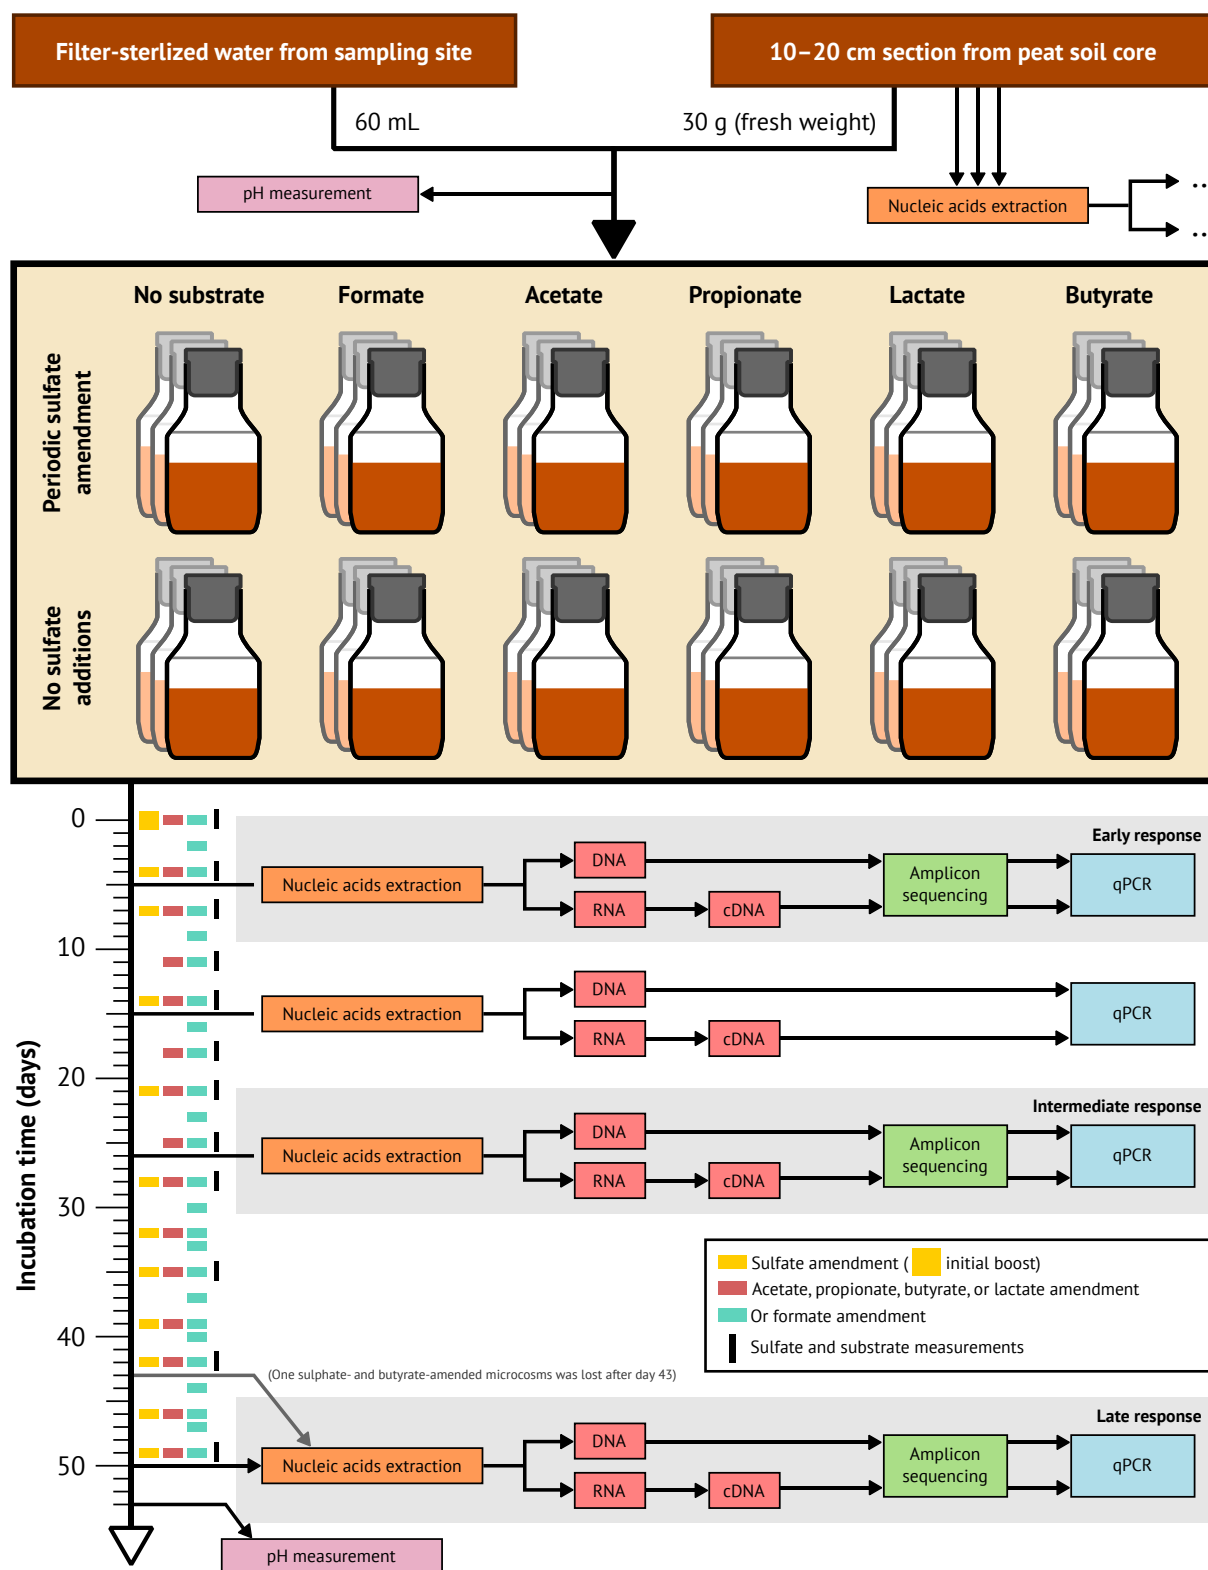 Filter-sterlized water from sampling site
10–20 cm section from peat soil core
60 mL
30 g (fresh weight)
pH measurement
Nucleic acids extraction
..
..
No substrate
Formate
Acetate
Propionate
Lactate
Butyrate
Periodic sulfate
amendment
No sulfate
additions
Incubation time (days)
0
10
20
30
40
50
Early response
Nucleic acids extraction
DNA
RNA
cDNA
Amplicon
sequencing
qPCR
Nucleic acids extraction
DNA
RNA
cDNA
qPCR
Intermediate response
Nucleic acids extraction
DNA
RNA
cDNA
Amplicon
sequencing
qPCR
Sulfate amendment ( initial boost)
Acetate, propionate, butyrate, or lactate amendment
Or formate amendment
Sulfate and substrate measurements
(One sulphate- and butyrate-amended microcosms was lost after day 43)
Late response
Nucleic acids extraction
DNA
RNA
cDNA
Amplicon
sequencing
qPCR
pH measurement